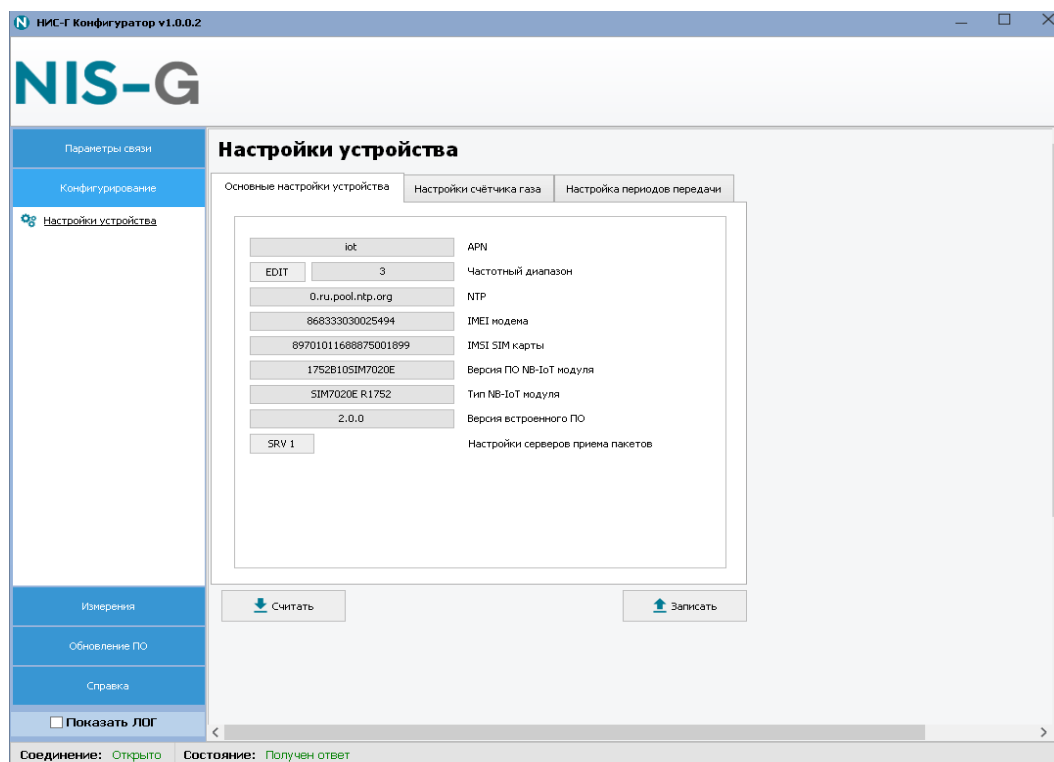 N НИС-Г Конфигуратор v1.0.0.2
NIS-G
Параметры связи
Конфигурирование
Настройки устройства
Измерения
Обновление ПО
Справка
Показать ЛОГ
Настройки устройства
Основные настройки устройства
Настройки счётчика газа
Настройка периодов передачи
iot APN
EDIT 3 Частотный диапазон
0.ru.pool.ntp.org NTP
868333030025494 IMEI модема
89701011688875001899 IMSI SIM карты
1752B10SIM7020E Версия ПО NB-IoT модуля
SIM7020E R1752 Тип NB-IoT модуля
2.0.0 Версия встроенного ПО
SRV 1 Настройки серверов приема пакетов
Считать
Записать
Соединение: Открыто Состояние: Получен ответ